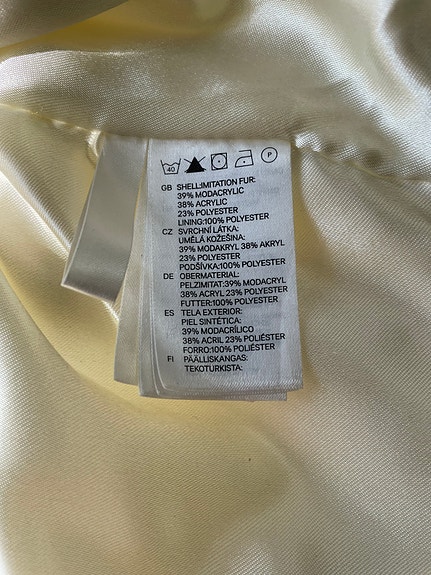 40 P
GB SHELL:IMITATION FUR:
39% MODACRYLIC
38% ACRYLIC
23% POLYESTER
LINING:100% POLYESTER
CZ SVRCHNÍ LÁTKA:
UMĚLÁ KOŽEŠINA:
39% MODAKRYL 38% AKRYL
23% POLYESTER
PODŠÍVKA:100% POLYESTER
DE OBERMATERIAL:
PELZIMITAT:39% MODACRYL
38% ACRYL 23% POLYESTER
FUTTER:100% POLYESTER
ES TELA EXTERIOR:
PIEL SINTÉTICA:
39% MODACRÍLICO
38% ACRIL 23% POLIÉSTER
FORRO:100% POLIÉSTER
FI PÄÄLLISKANGAS:
TEKOTURKISTA: